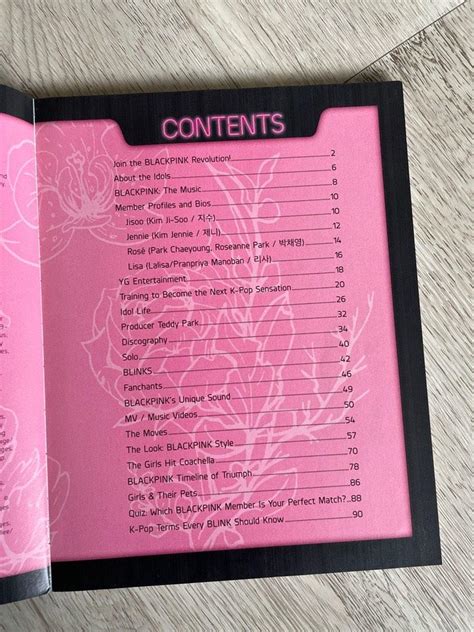 CONTENTS
Join the BLACKPINK Revolution!........2
About the Idols........6
BLACKPINK: The Music........8
Member Profiles and Bios........10
Jisoo (Kim Ji-Soo / 지수)........10
Jennie (Kim Jennie / 제니)........12
Rosé (Park Chaeyoung, Roseanne Park / 박채영)........14
Lisa (Lalisa/Pranpriya Manoban / 리사)........16
YG Entertainment........18
Training to Become the Next K-Pop Sensation........20
Idol Life........26
Producer Teddy Park........32
Discography........34
Solo........40
BLINKS........42
Fanchants........46
BLACKPINK's Unique Sound........49
MV / Music Videos........50
The Moves........54
The Look: BLACKPINK Style........57
The Girls Hit Coachella........70
BLACKPINK Timeline of Triumph........78
Girls & Their Pets........86
Quiz: Which BLACKPINK Member Is Your Perfect Match?..88
K-Pop Terms Every BLINK Should Know........90